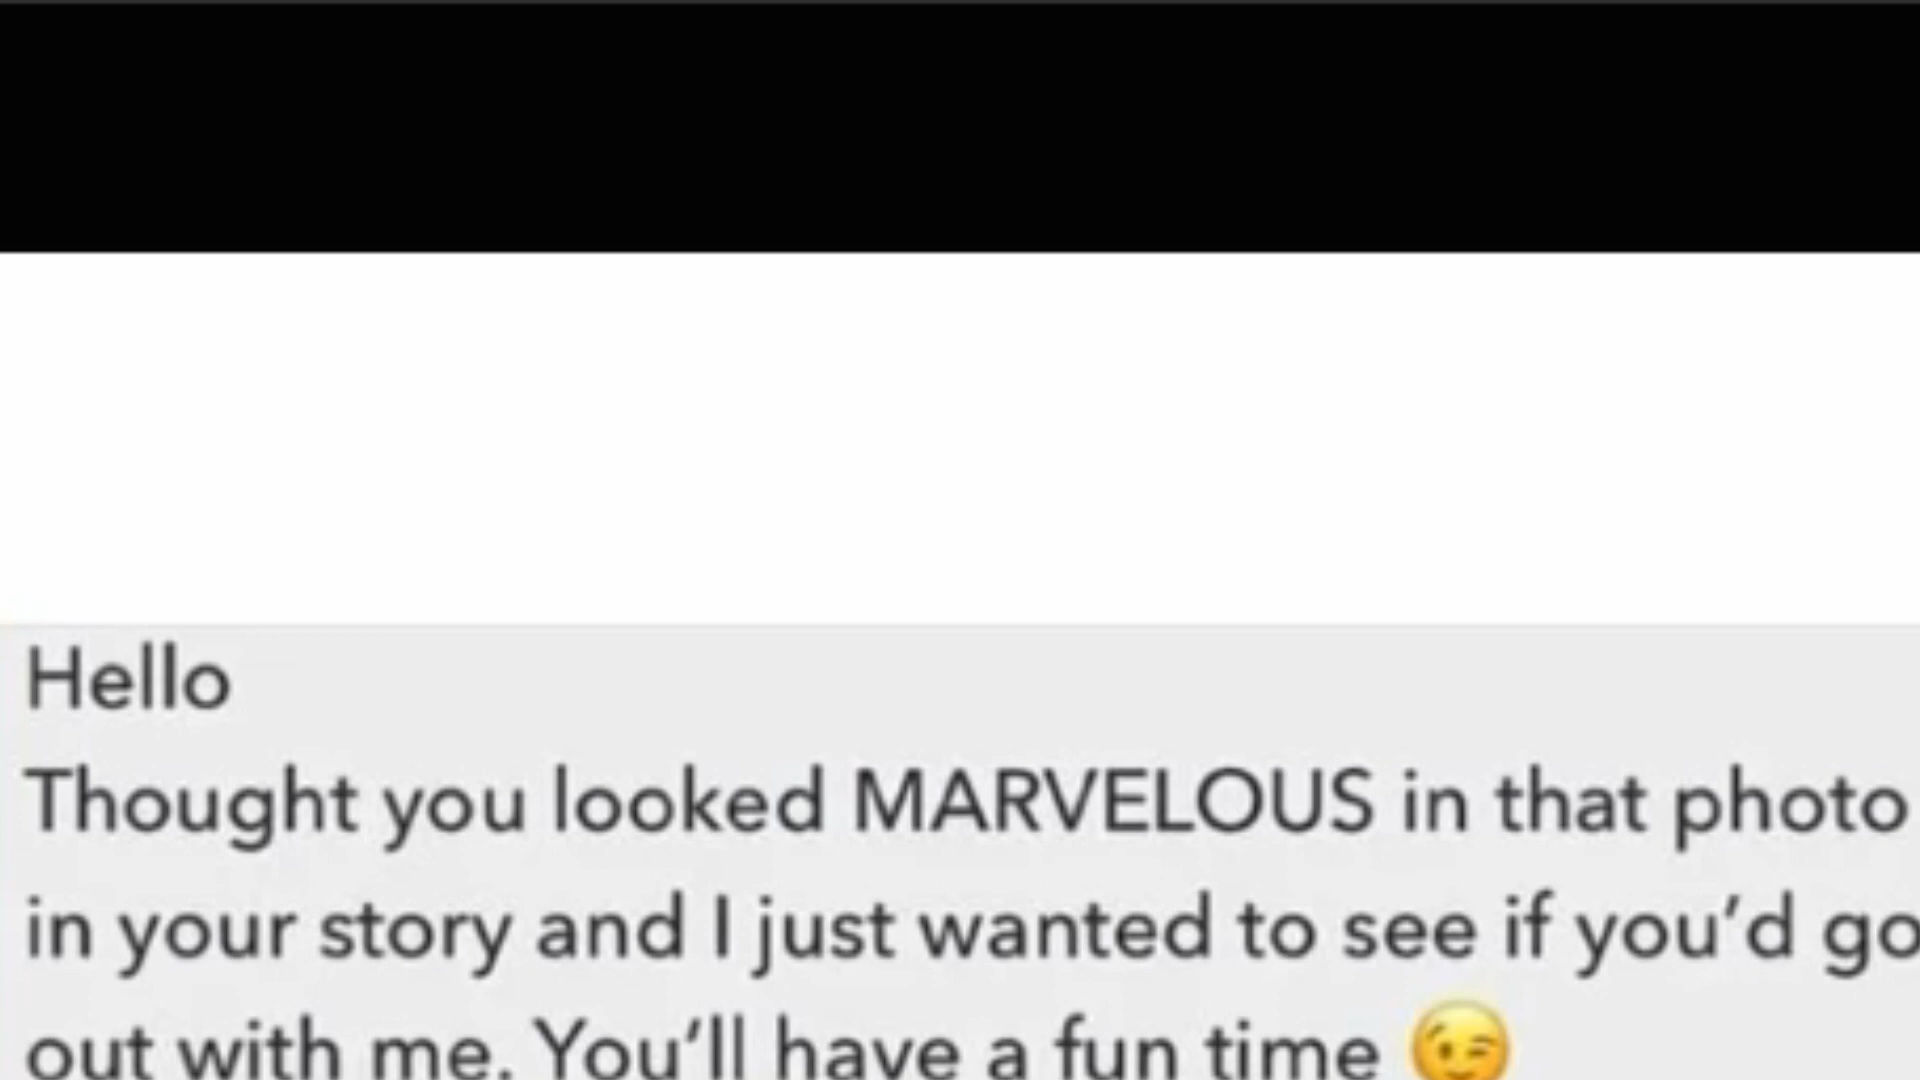 Hello
Thought you looked MARVELOUS in that photo
in your story and I just wanted to see if you’d go
out with me. You’ll have a fun time 😉